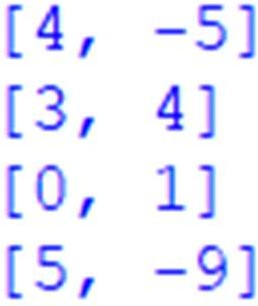 [4, -5]
[3, 4]
[0, 1]
[5, -9]